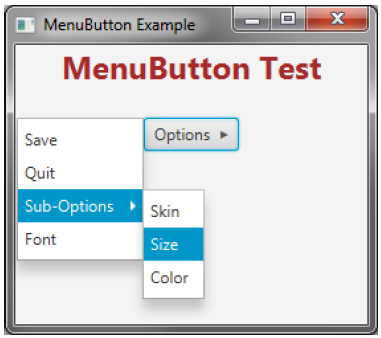 MenuButton Example
MenuButton Test
Options
Save
Quit
Sub-Options
Font
Skin
Size
Color